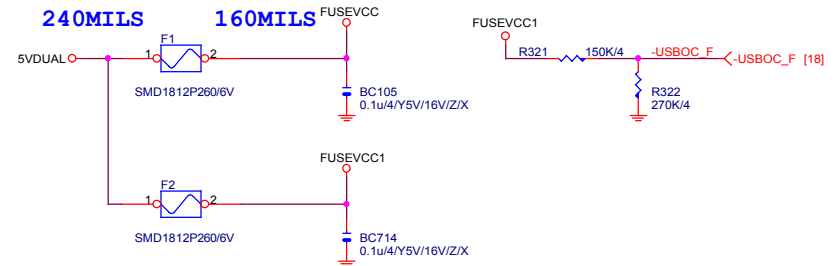 240MILS 160MILS
FUSEVCC
F1
5VDUAL 1 2
SMD1812P260/6V
BC105
0.1u/4/Y5V/16V/Z/X
FUSEVCC1
F2
1 2
SMD1812P260/6V
BC714
0.1u/4/Y5V/16V/Z/X
FUSEVCC1
R321 150K/4 -USBOC_F -USBOC_F [18]
R322
270K/4